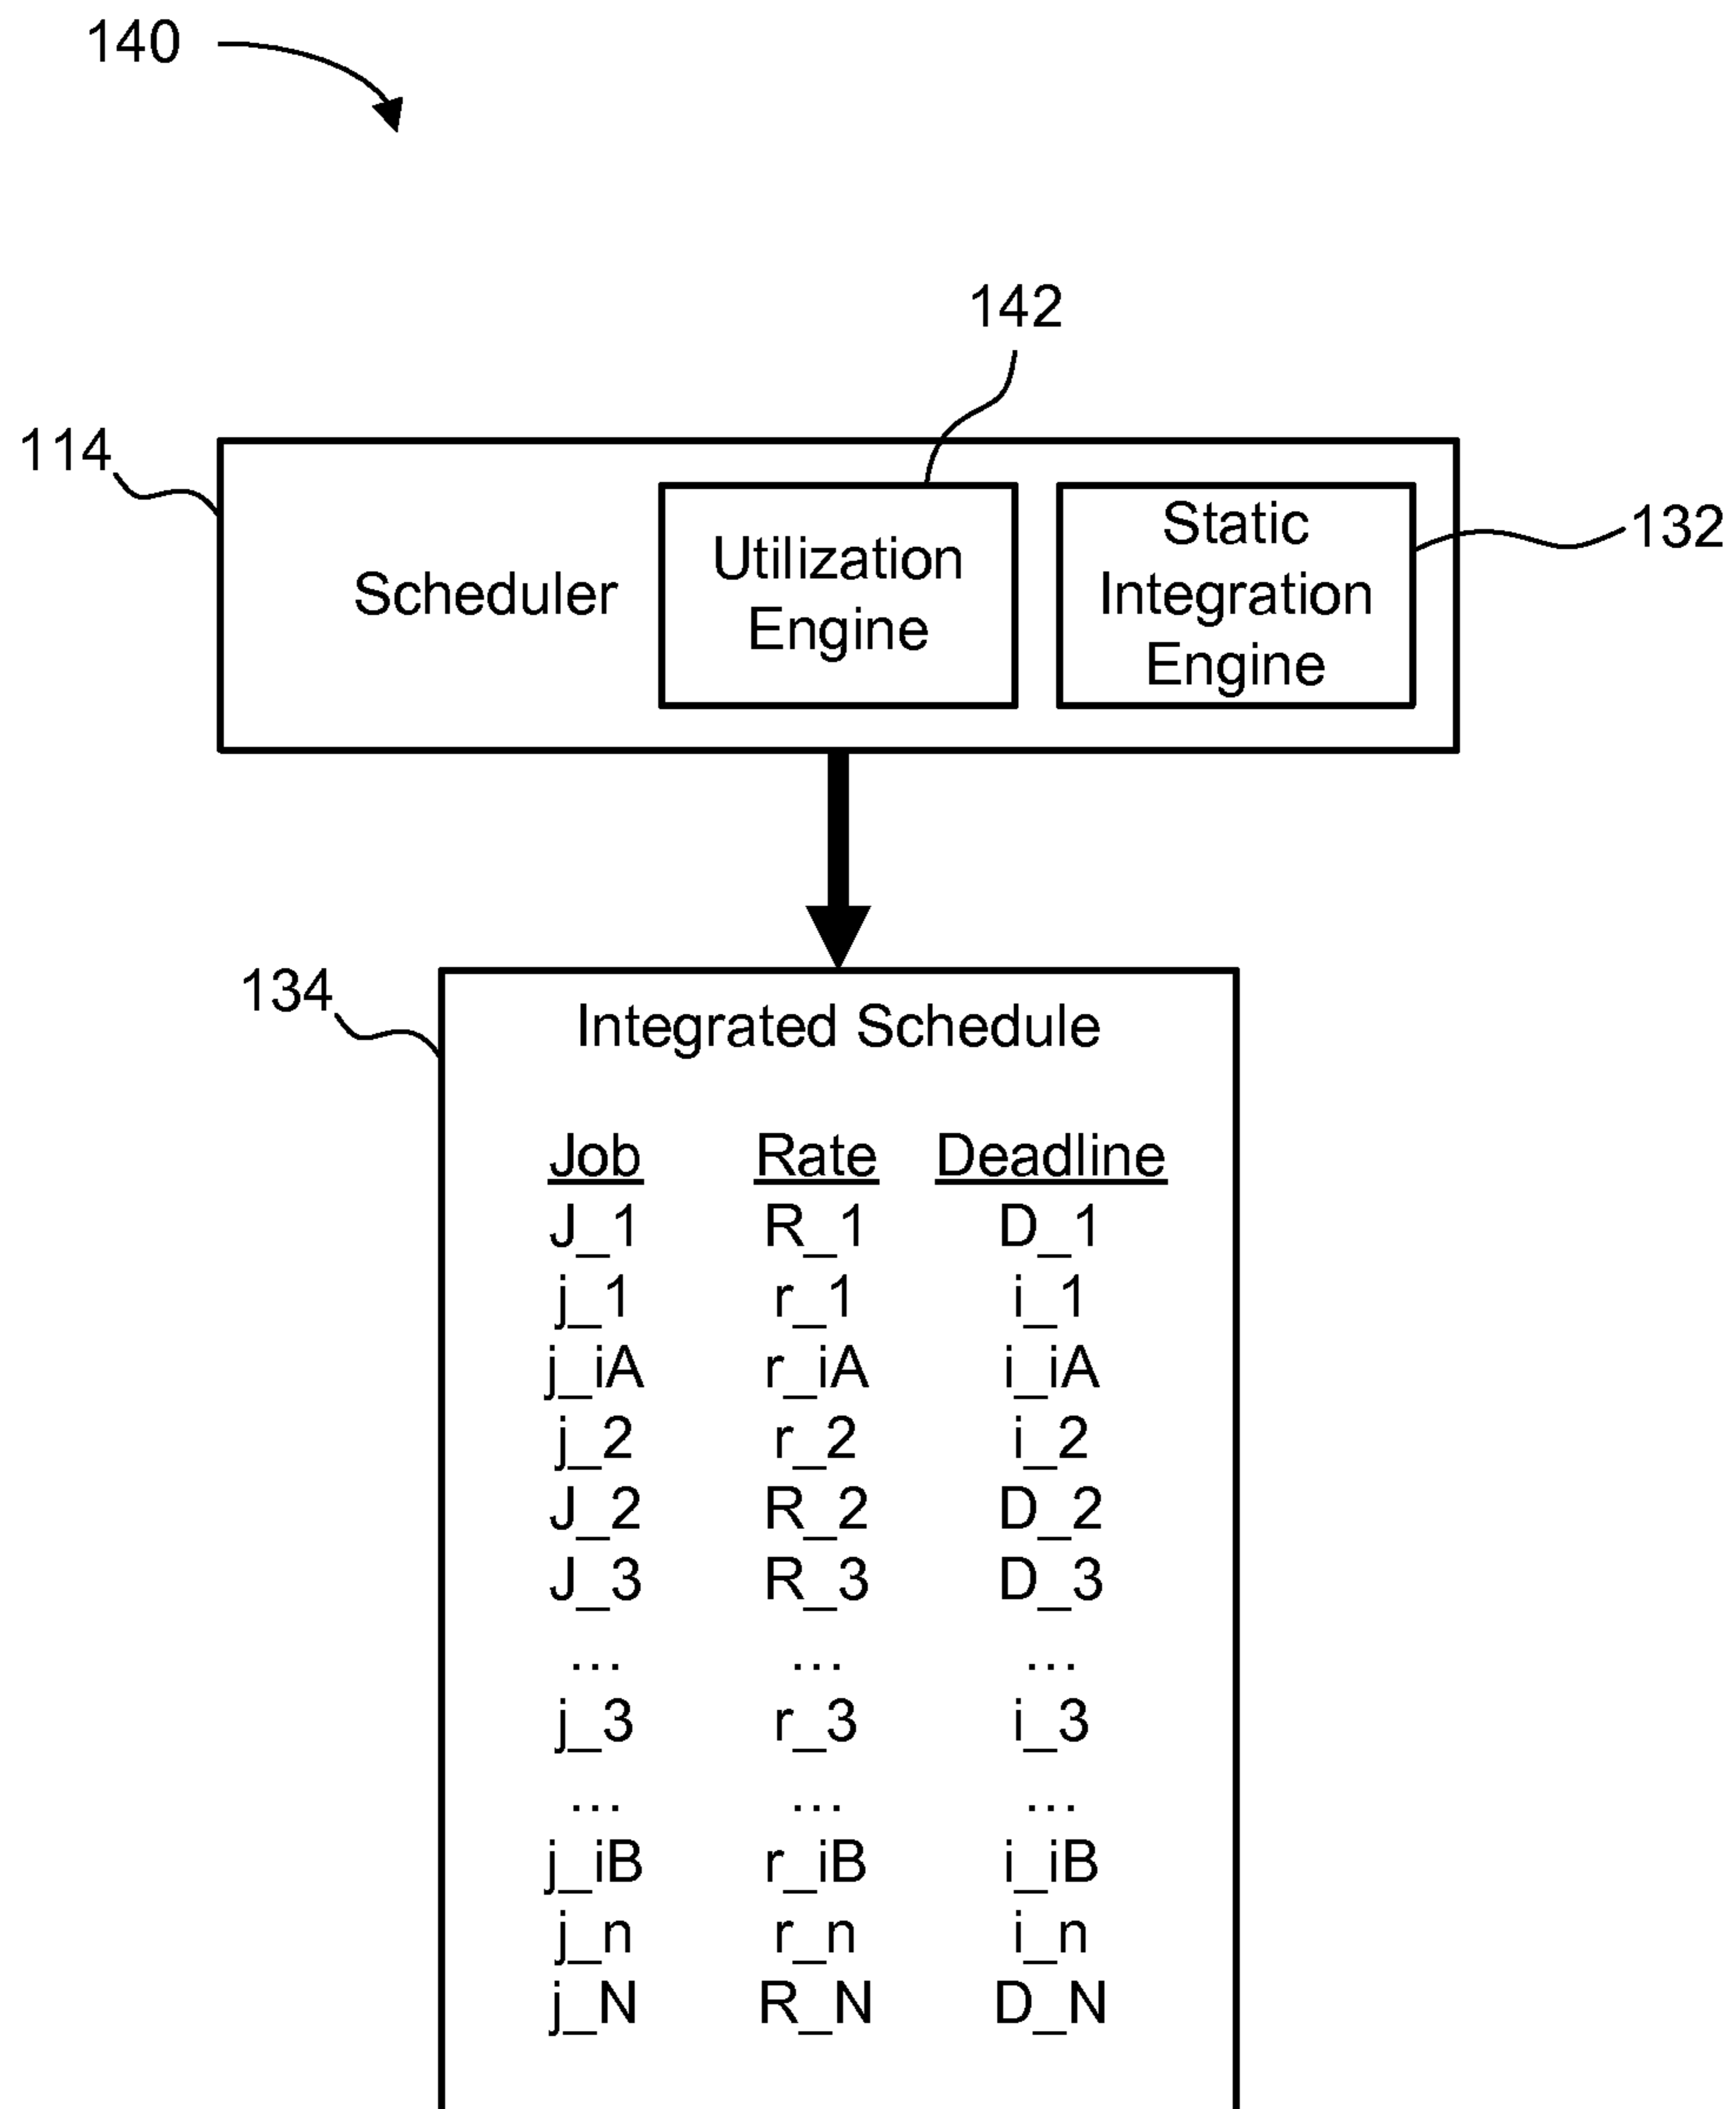 140
142
114
Scheduler
Utilization
Engine
Static
Integration
Engine
132
134
Integrated Schedule
Job Rate Deadline
J_1 R_1 D_1
j_1 r_1 i_1
j_iA r_iA i_iA
j_2 r_2 i_2
J_2 R_2 D_2
J_3 R_3 D_3
... ... ...
j_3 r_3 i_3
... ... ...
j_iB r_iB i_iB
j_n r_n i_n
j_N R_N D_N